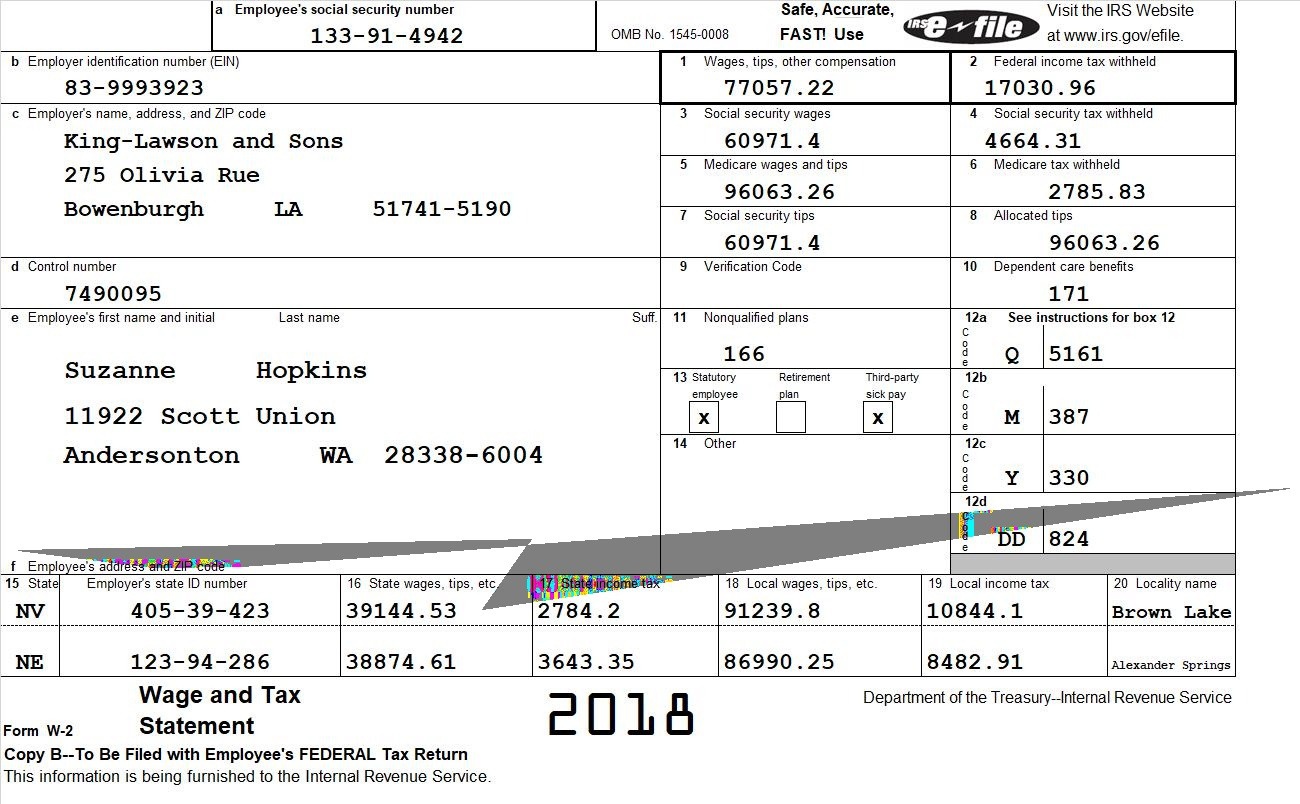 a Employee's social security number
133-91-4942
OMB No. 1545-0008
Safe, Accurate,
FAST! Use
IRS e-file
Visit the IRS Website
at www.irs.gov/efile.
b Employer identification number (EIN)
83-9993923
1 Wages, tips, other compensation
77057.22
2 Federal income tax withheld
17030.96
c Employer's name, address, and ZIP code
King-Lawson and Sons
275 Olivia Rue
Bowenburgh LA 51741-5190
3 Social security wages
60971.4
4 Social security tax withheld
4664.31
5 Medicare wages and tips
96063.26
6 Medicare tax withheld
2785.83
7 Social security tips
60971.4
8 Allocated tips
96063.26
d Control number
7490095
9 Verification Code
10 Dependent care benefits
171
e Employee's first name and initial Last name Suff.
Suzanne Hopkins
11922 Scott Union
Andersonton WA 28338-6004
11 Nonqualified plans
166
12a See instructions for box 12
Code Q 5161
13 Statutory employee Retirement plan Third-party sick pay
x x
12b
Code M 387
14 Other
12c
Code Y 330
12d
Code DD 824
f Employee's address and ZIP code
15 State Employer's state ID number 16 State wages, tips, etc. 17 State income tax 18 Local wages, tips, etc. 19 Local income tax 20 Locality name
NV 405-39-423 39144.53 2784.2 91239.8 10844.1 Brown Lake
NE 123-94-286 38874.61 3643.35 86990.25 8482.91 Alexander Springs
Form W-2
Wage and Tax
Statement
2018
Department of the Treasury--Internal Revenue Service
Copy B--To Be Filed with Employee's FEDERAL Tax Return
This information is being furnished to the Internal Revenue Service.